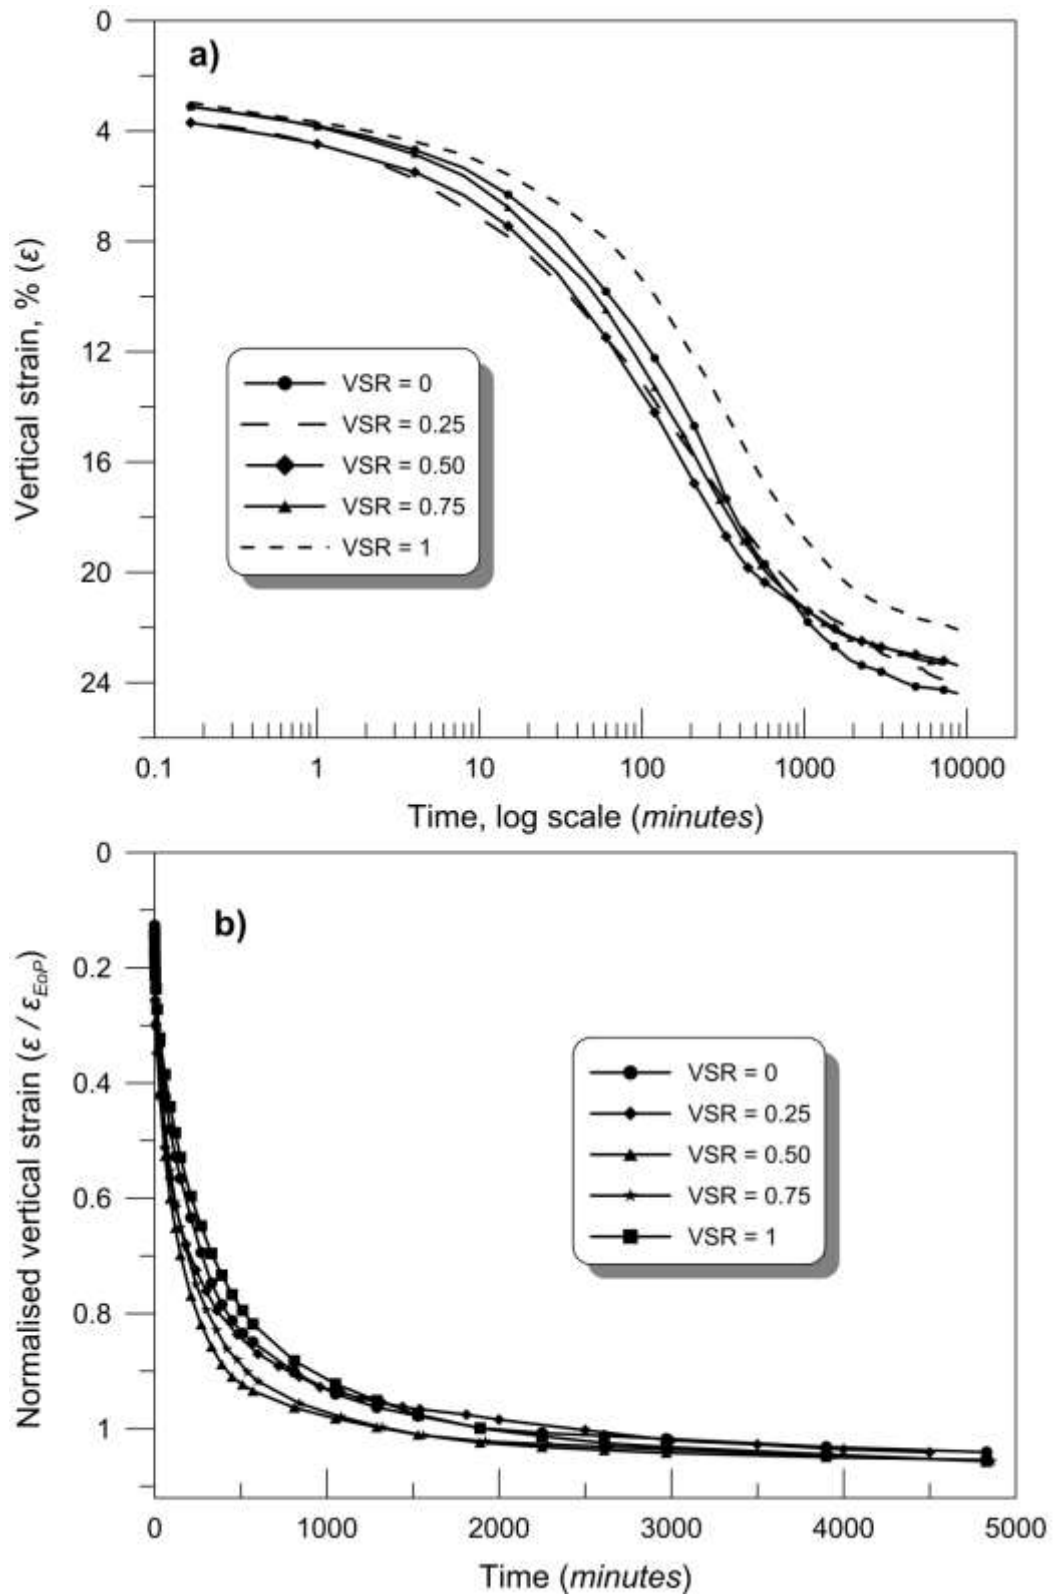 a)
0
4
8
12
16
20
24
Vertical strain, % (ε)
VSR = 0
VSR = 0.25
VSR = 0.50
VSR = 0.75
VSR = 1
0.1 1 10 100 1000 10000
Time, log scale (minutes)
b)
0
0.2
0.4
0.6
0.8
1
Normalised vertical strain (ε / ε_EoP)
VSR = 0
VSR = 0.25
VSR = 0.50
VSR = 0.75
VSR = 1
0 1000 2000 3000 4000 5000
Time (minutes)